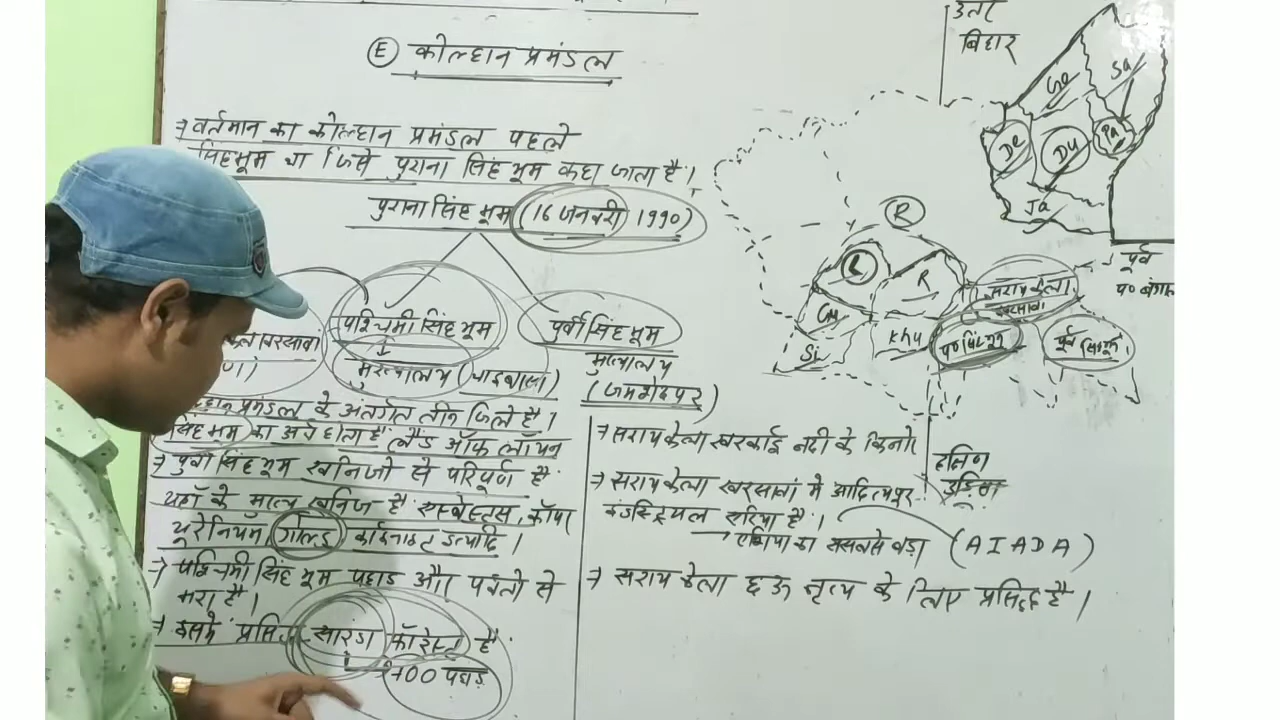 E कोल्हान प्रमंडल
→ वर्तमान का कोल्हान प्रमंडल पहले
सिंहभूम था जिसे पुराना सिंहभूम कहा जाता है।
पुराना सिंहभूम (16 जनवरी 1990)
पश्चिमी सिंहभूम
पूर्वी सिंहभूम
मुख्यालय (चाईबासा)
मुख्यालय
(जमशेदपुर)
प्रमंडल के अंतर्गत तीन जिले है।
सिंहभूम का अर्थ होता है लैंड ऑफ लॉयन
→ पूर्वी सिंहभूम खनिजो से परिपूर्ण है
यहाँ के मुख्य खनिज है एस्बेस्टस, कॉपर
यूरेनियम, गोल्ड इत्यादि।
→ पश्चिमी सिंहभूम पहाड़ और पर्वतो से
भरा है।
→ इसमें प्रसिद्ध सारंडा फॉरेस्ट है
700 पहाड़
→ सरायकेला खरकाई नदी के किनारे
→ सरायकेला खरसावां में आदित्यपुर
इंडस्ट्रियल एरिया है।
→ एशिया का सबसे बड़ा (AIADA)
→ सरायकेला छऊ नृत्य के लिए प्रसिद्ध है।
उत्तर
बिहार
Go
Sa
De
Du
Pa
Ja
पूर्व
प० बंगाल
R
L
R
सरायकेला
खरसावां
Gu
Khu
Si
प० सिंहभूम
पूर्व सिंहभूम
दक्षिण
उड़िसा